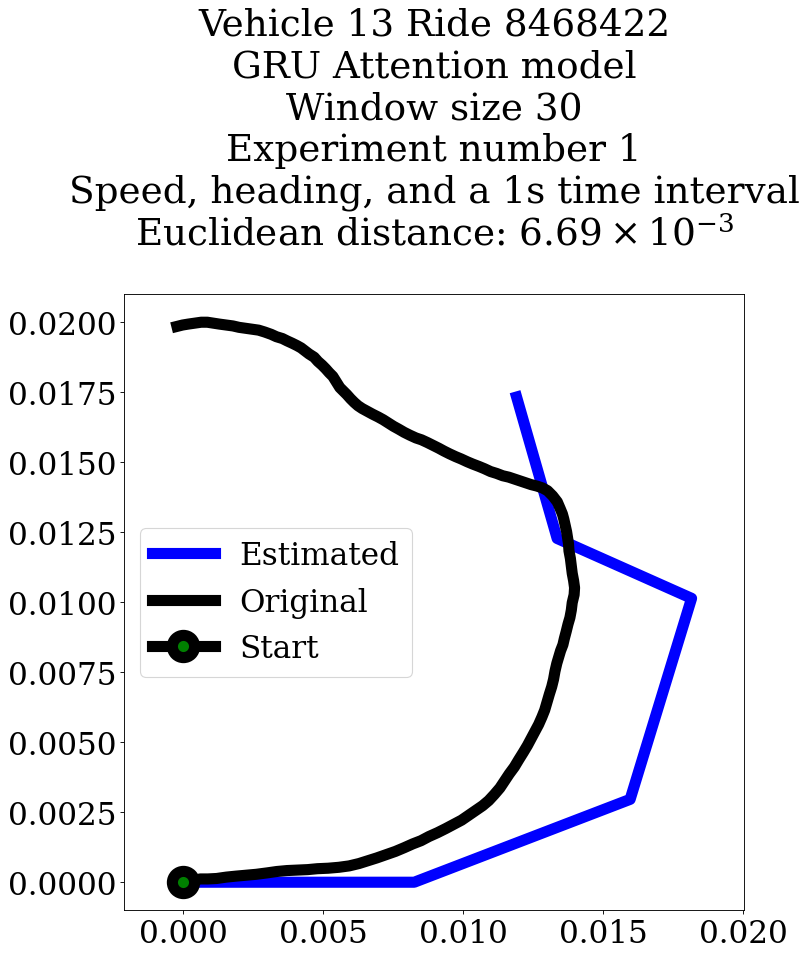 Vehicle 13 Ride 8468422
GRU Attention model
Window size 30
Experiment number 1
Speed, heading, and a 1s time interval
Euclidean distance: 6.69 × 10⁻³
0.0200
0.0175
0.0150
0.0125
0.0100
0.0075
0.0050
0.0025
0.0000
Estimated
Original
Start
0.000 0.005 0.010 0.015 0.020